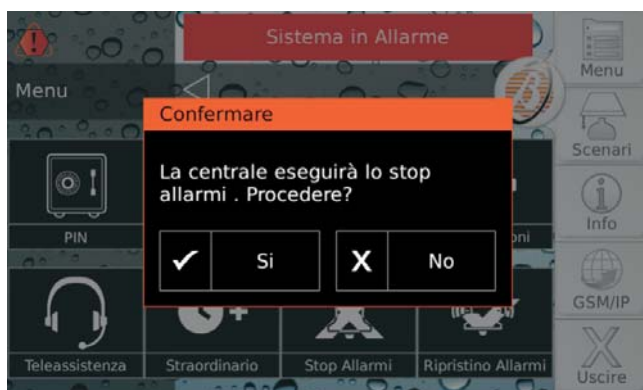 Sistema in Allarme
Menu
Menu
Confermare
La centrale eseguirà lo stop
allarmi . Procedere?
Si
X
No
Scenari
Info
PIN
oni
GSM/IP
Teleassistenza
Straordinario
Stop Allarmi
Ripristino Allarmi
Uscire